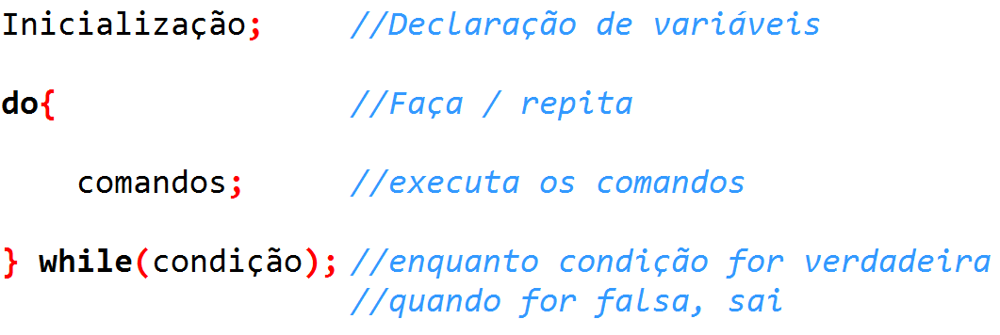 Inicialização; //Declaração de variáveis
do{ //Faça / repita
comandos; //executa os comandos
} while(condição); //enquanto condição for verdadeira
//quando for falsa, sai